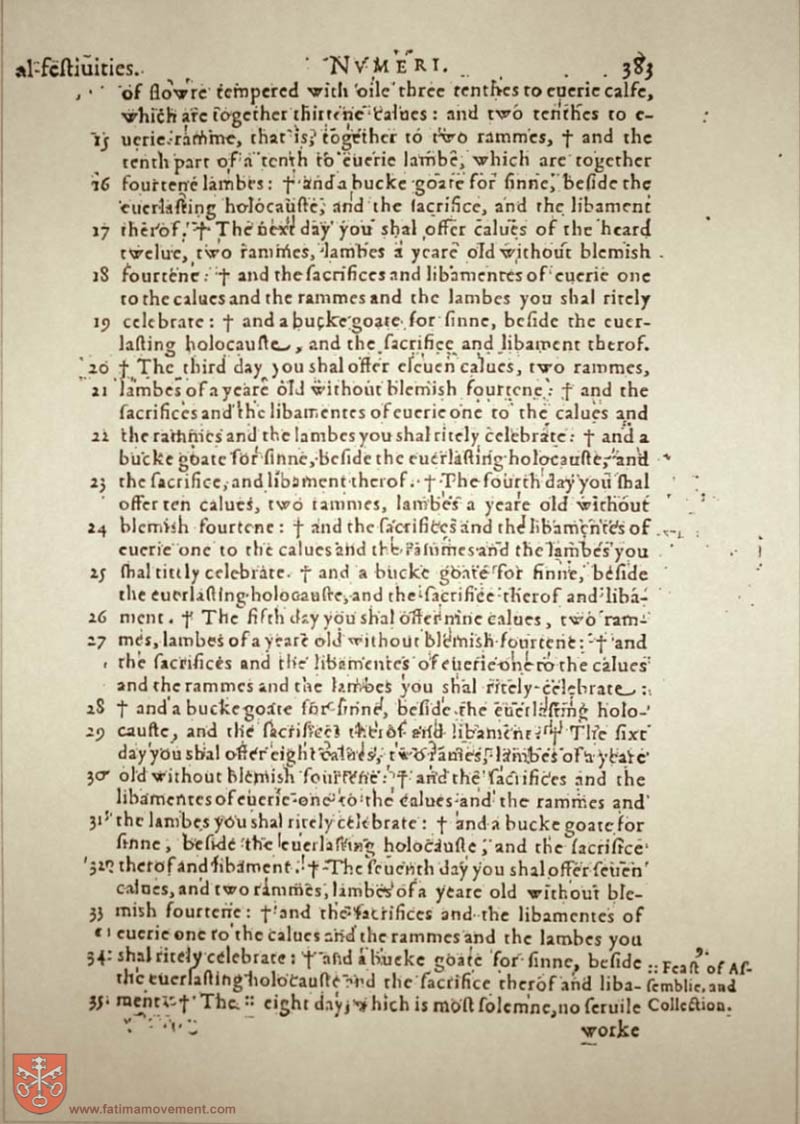 al-festiuities.
NVMERI.
383
of flowre tempered with oile three tenthes to euerie calfe,
which are together thirtene calues: and two tenthes to e-
15 uerie ramme, that is, together to two rammes, † and the
tenth part of a tenth to euerie lambe, which are together
16 fourtene lambes: † and a bucke goate for sinne, beside the
euerlasting holocauste, and the sacrifice, and the libament
17 therof. † The next day you shal offer calues of the heard
twelue, two rammes, lambes a yeare old without blemish
18 fourtene: † and the sacrifices and libamentes of euerie one
to the calues and the rammes and the lambes you shal ritely
19 celebrate: † and a bucke goate for sinne, beside the euer-
lasting holocauste, and the sacrifice and libament therof.
20 † The third day you shal offer eleuen calues, two rammes,
21 lambes of a yeare old without blemish fourtene: † and the
sacrifices and the libamentes of euerie one to the calues and
22 the rammes and the lambes you shal ritely celebrate: † and a
bucke goate for sinne, beside the euerlasting holocauste, and
23 the sacrifice, and libament therof. † The fourth day you shal
offer ten calues, two rammes, lambes a yeare old without
24 blemish fourtene: † and the sacrifices and the libamentes of
euerie one to the calues and the rammes and the lambes you
25 shal ritely celebrate. † and a bucke goate for sinne, beside
the euerlasting holocauste, and the sacrifice therof and liba-
26 ment. † The fifth day you shal offer nine calues, two ram-
27 mes, lambes of a yeare old without blemish fourtene: † and
the sacrifices and the libamentes of euerie one to the calues
and the rammes and the lambes you shal ritely celebrate:
28 † and a bucke goate for sinne, beside the euerlasting holo-
29 causte, and the sacrifice therof and libament. † The sixt
day you shal offer eight calues, two rammes, lambes of a yeare
30 old without blemish fourtene: † and the sacrifices and the
libamentes of euerie one to the calues and the rammes and
31 the lambes you shal ritely celebrate: † and a bucke goate for
sinne, beside the euerlasting holocauste, and the sacrifice
32 therof and libament. † The seuenth day you shal offer seuen
calues, and two rammes, lambes of a yeare old without ble-
33 mish fourtene: † and the sacrifices and the libamentes of
euerie one to the calues and the rammes and the lambes you
34 shal ritely celebrate: † and a bucke goate for sinne, beside
the euerlasting holocauste and the sacrifice therof and liba-
35 ment. † The :: eight day, which is most solemne, no seruile
worke
:: Feast of As-
semblie, and
Collection.
www.fatimamovement.com